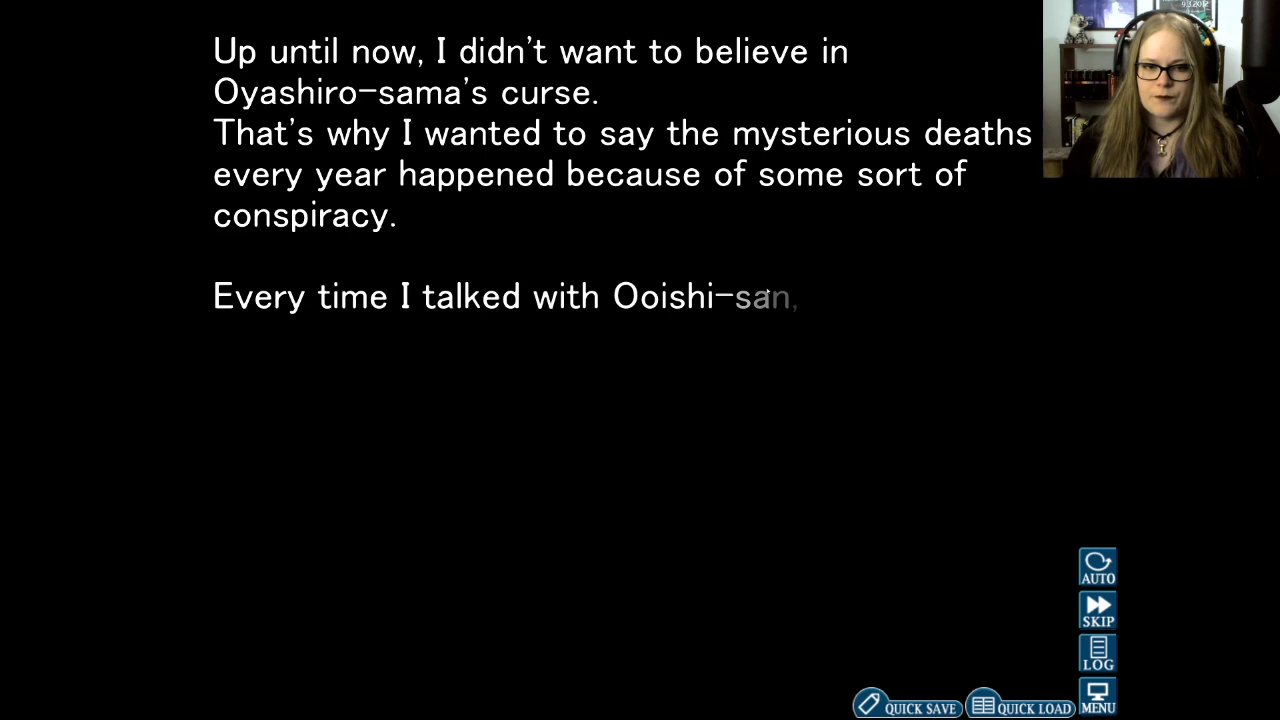 Up until now, I didn't want to believe in
Oyashiro-sama's curse.
That's why I wanted to say the mysterious deaths
every year happened because of some sort of
conspiracy.
Every time I talked with Ooishi-san,
AUTO
SKIP
LOG
QUICK SAVE
QUICK LOAD
MENU